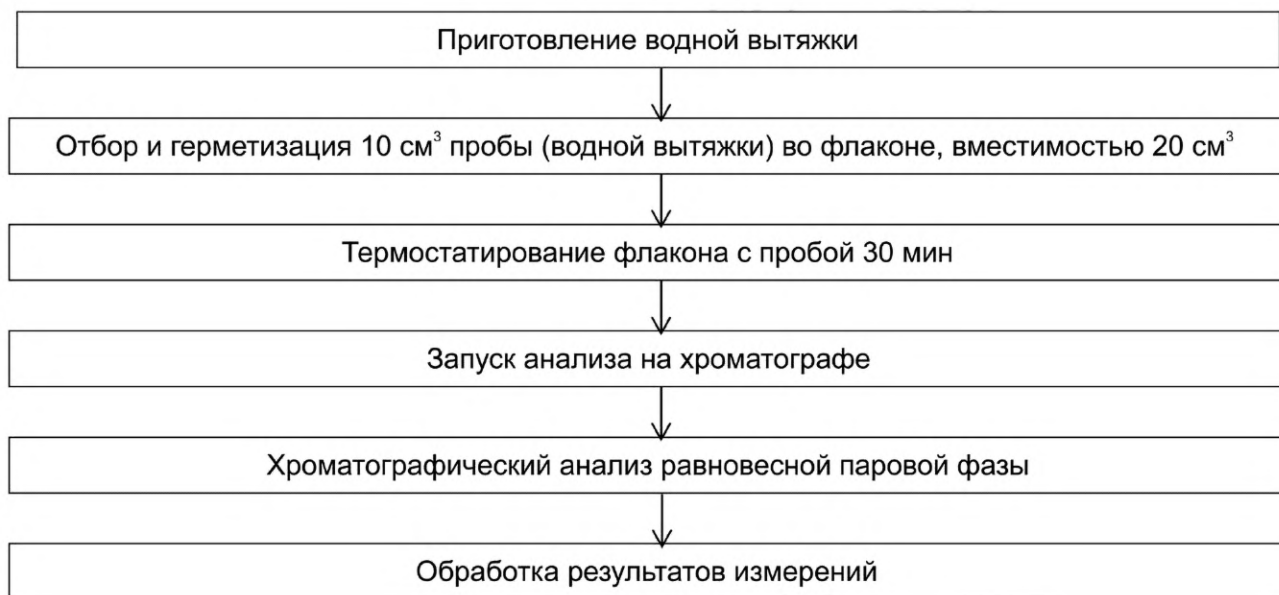 Приготовление водной вытяжки
Отбор и герметизация 10 см³ пробы (водной вытяжки) во флаконе, вместимостью 20 см³
Термостатирование флакона с пробой 30 мин
Запуск анализа на хроматографе
Хроматографический анализ равновесной паровой фазы
Обработка результатов измерений